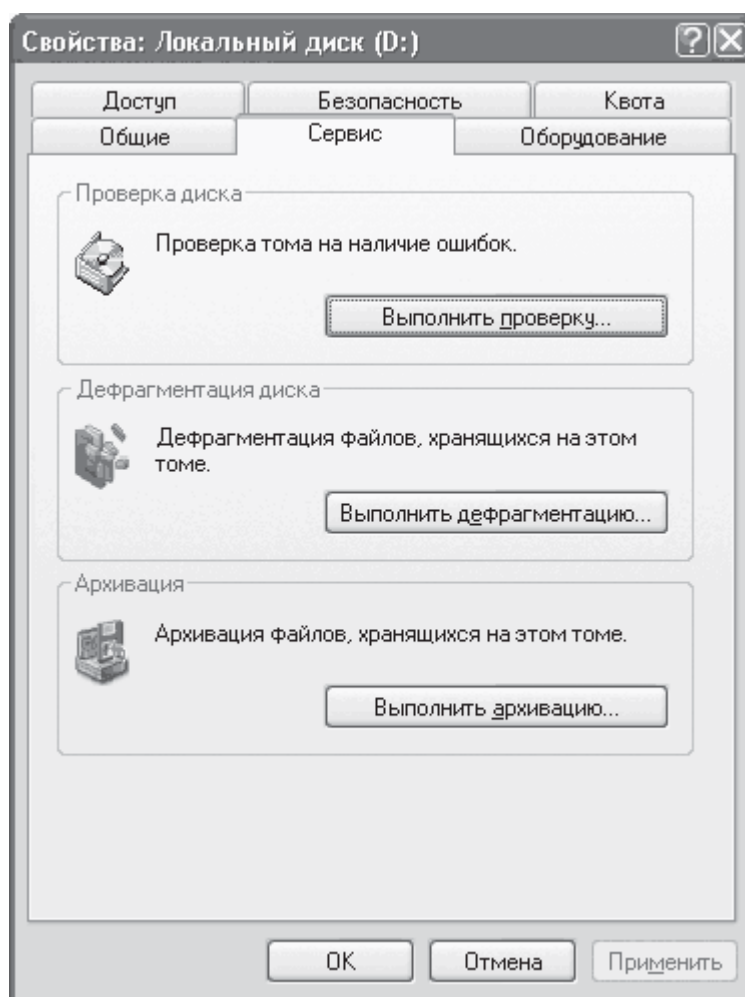 Свойства: Локальный диск (D:)
Доступ Безопасность Квота
Общие Сервис Оборудование
Проверка диска
Проверка тома на наличие ошибок.
Выполнить проверку...
Дефрагментация диска
Дефрагментация файлов, хранящихся на этом
томе.
Выполнить дефрагментацию...
Архивация
Архивация файлов, хранящихся на этом томе.
Выполнить архивацию...
OK Отмена Применить